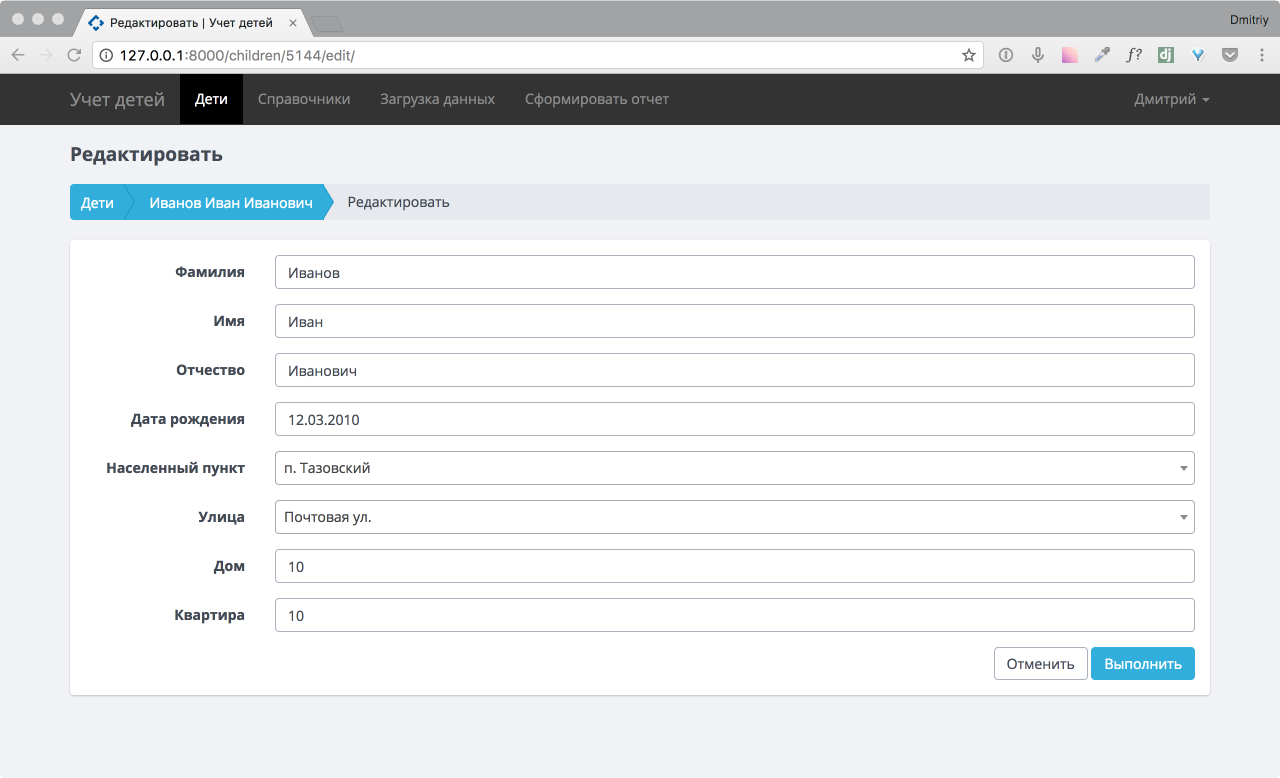 Dmitriy
Редактировать | Учет детей
127.0.0.1:8000/children/5144/edit/
f?
dj
Учет детей Дети Справочники Загрузка данных Сформировать отчет Дмитрий
Редактировать
Дети Иванов Иван Иванович Редактировать
Фамилия Иванов
Имя Иван
Отчество Иванович
Дата рождения 12.03.2010
Населенный пункт п. Тазовский
Улица Почтовая ул.
Дом 10
Квартира 10
Отменить Выполнить